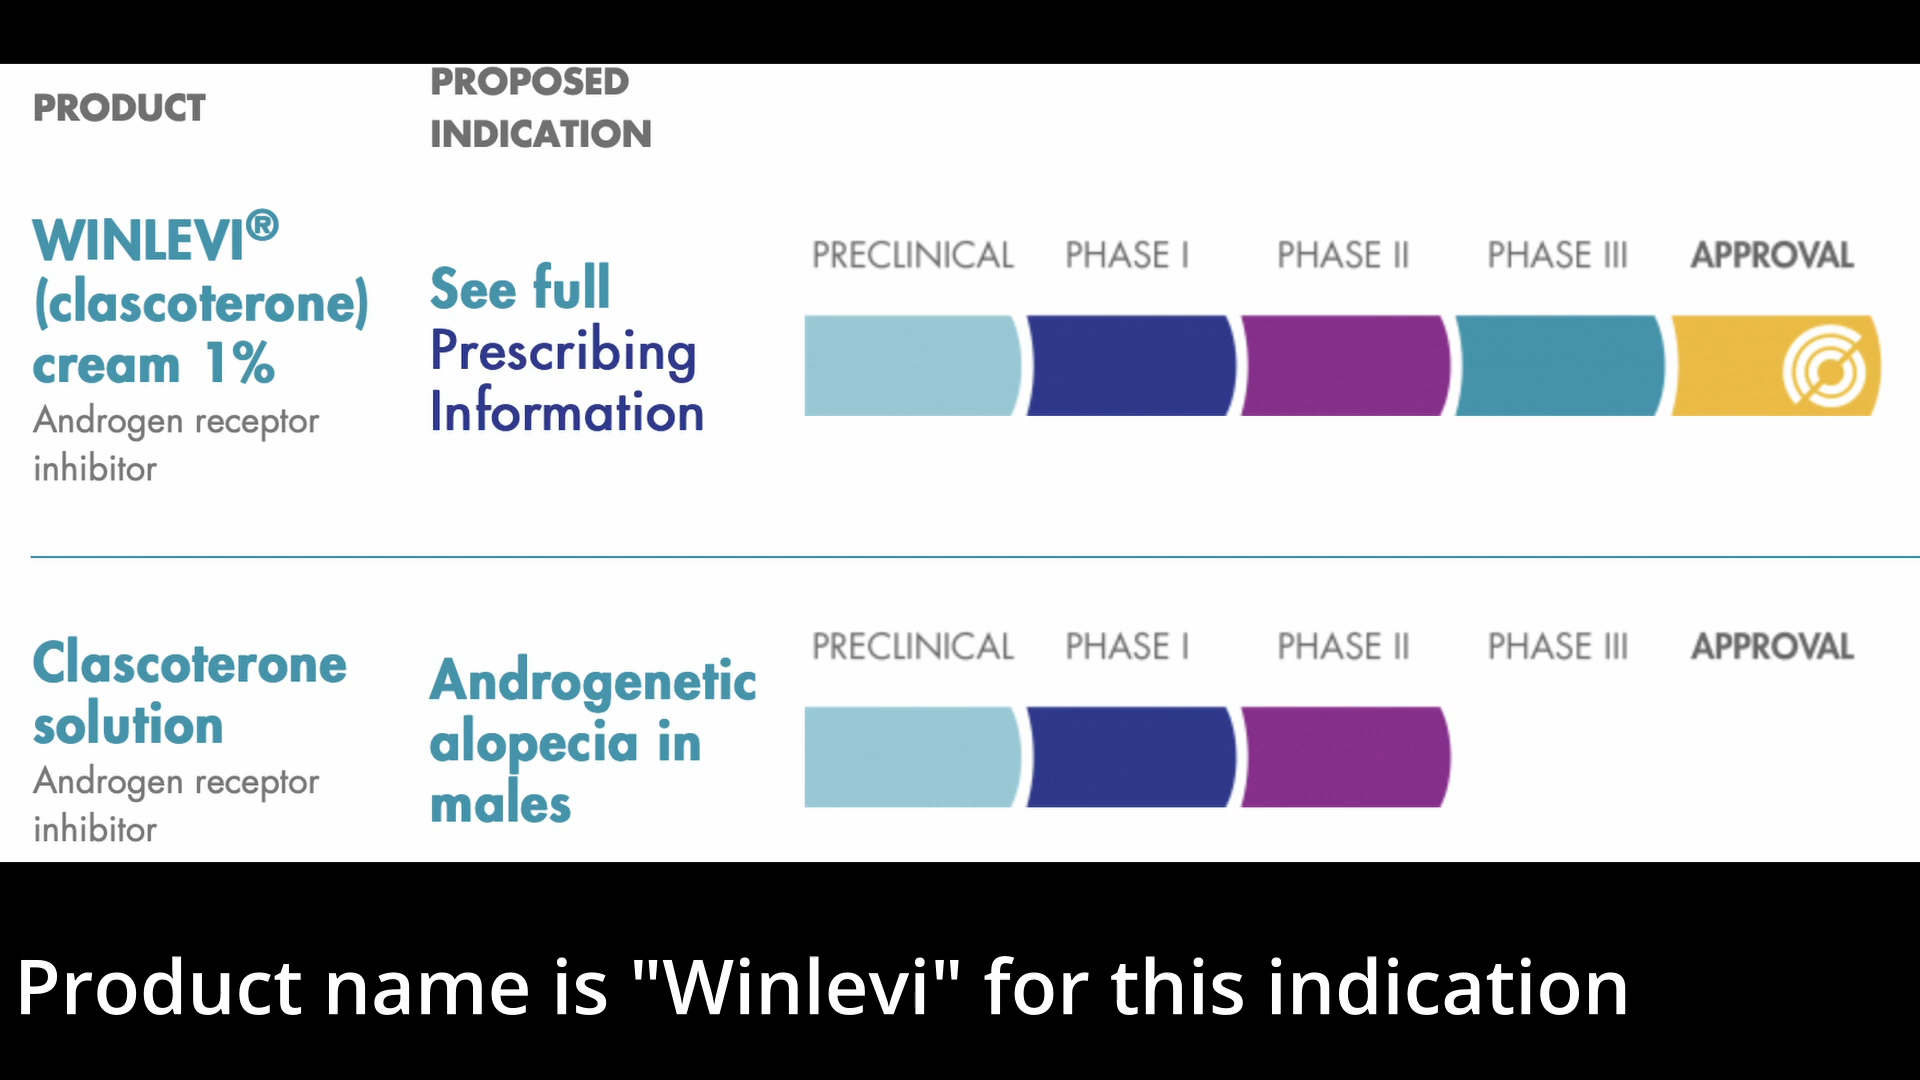 PRODUCT
PROPOSED
INDICATION
WINLEVI®
(clascoterone)
cream 1%
Androgen receptor
inhibitor
See full
Prescribing
Information
PRECLINICAL PHASE I PHASE II PHASE III APPROVAL
Clascoterone
solution
Androgen receptor
inhibitor
Androgenetic
alopecia in
males
PRECLINICAL PHASE I PHASE II PHASE III APPROVAL
Product name is "Winlevi" for this indication